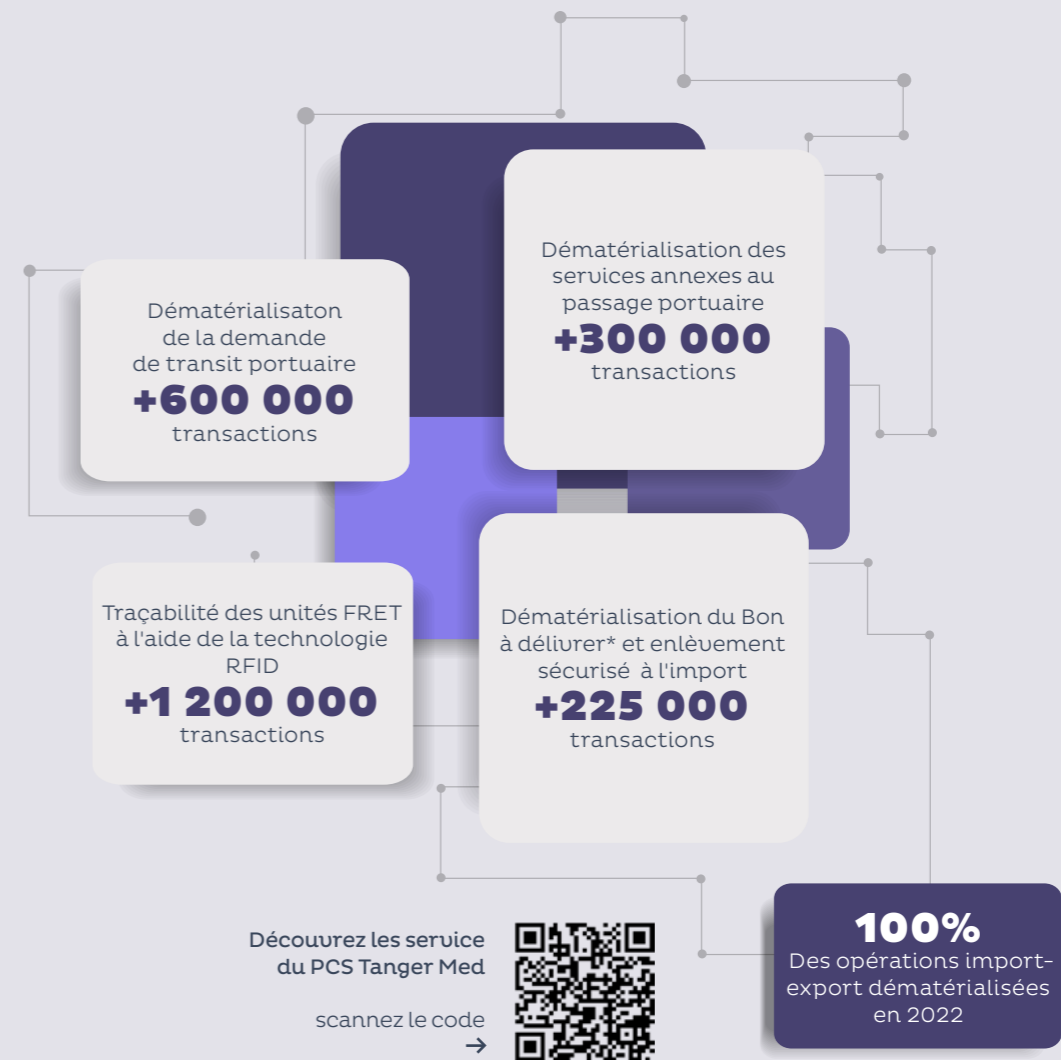 Dématérialisation des
services annexes au
passage portuaire
+300 000
transactions
Dématérialisaton
de la demande
de transit portuaire
+600 000
transactions
Traçabilité des unités FRET
à l'aide de la technologie
RFID
+1 200 000
transactions
Dématérialisation du Bon
à délivrer* et enlèvement
sécurisé à l'import
+225 000
transactions
100%
Des opérations import-
export dématérialisées
en 2022
Découvrez les service
du PCS Tanger Med
scannez le code
→